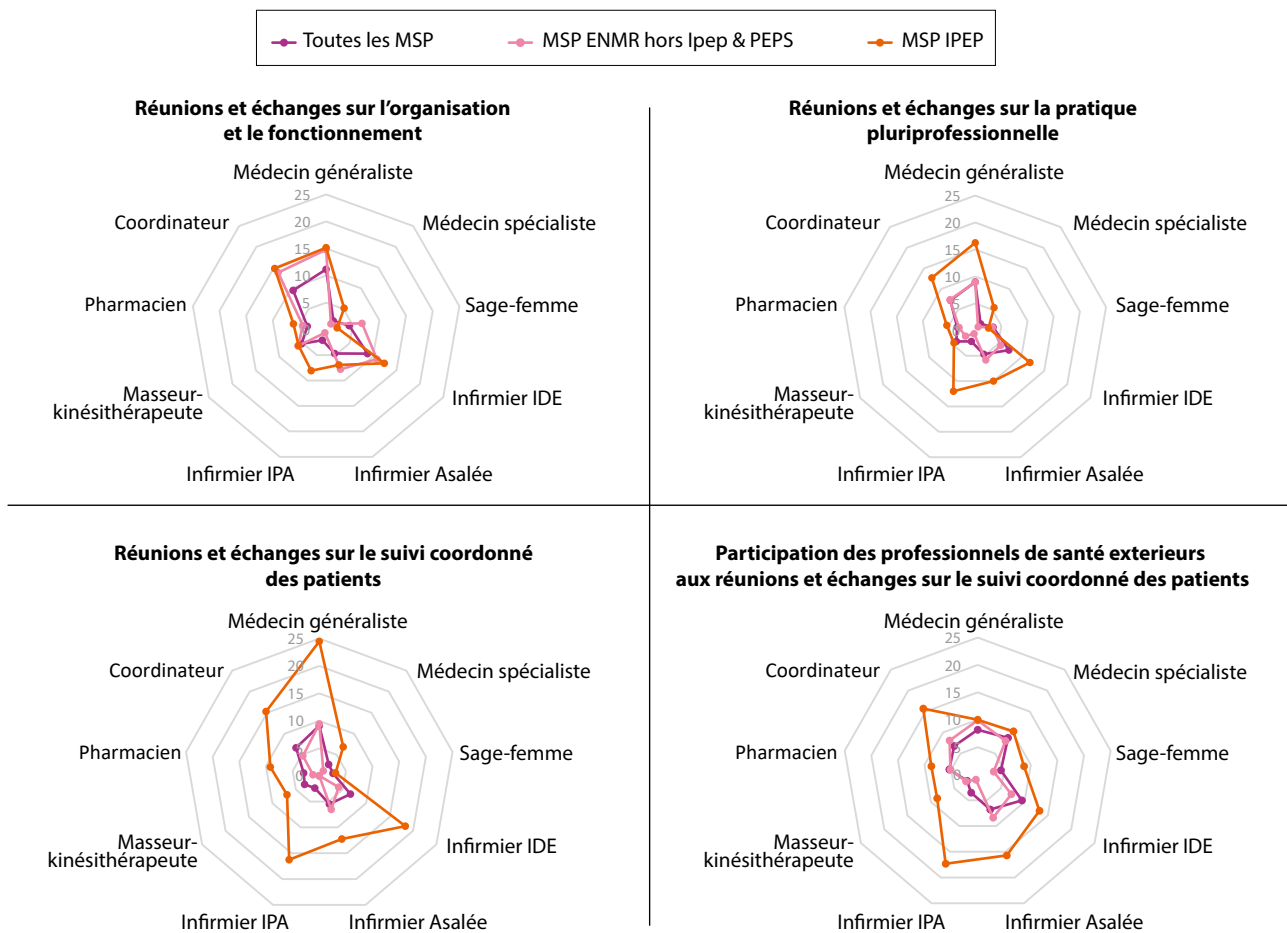 Toutes les MSP
MSP ENMR hors Ipep & PEPS
MSP IPEP
Réunions et échanges sur l'organisation
et le fonctionnement
Médecin généraliste
Coordinateur
Médecin spécialiste
Pharmacien
Sage-femme
Masseur-
kinésithérapeute
Infirmier IDE
Infirmier IPA
Infirmier Asalée
25
20
15
10
5
0
Réunions et échanges sur la pratique
pluriprofessionnelle
Médecin généraliste
Coordinateur
Médecin spécialiste
Pharmacien
Sage-femme
Masseur-
kinésithérapeute
Infirmier IDE
Infirmier IPA
Infirmier Asalée
25
20
15
10
5
0
Réunions et échanges sur le suivi coordonné
des patients
Médecin généraliste
Coordinateur
Médecin spécialiste
Pharmacien
Sage-femme
Masseur-
kinésithérapeute
Infirmier IDE
Infirmier IPA
Infirmier Asalée
25
20
15
10
5
0
Participation des professionnels de santé exterieurs
aux réunions et échanges sur le suivi coordonné des patients
Médecin généraliste
Coordinateur
Médecin spécialiste
Pharmacien
Sage-femme
Masseur-
kinésithérapeute
Infirmier IDE
Infirmier IPA
Infirmier Asalée
25
20
15
10
5
0